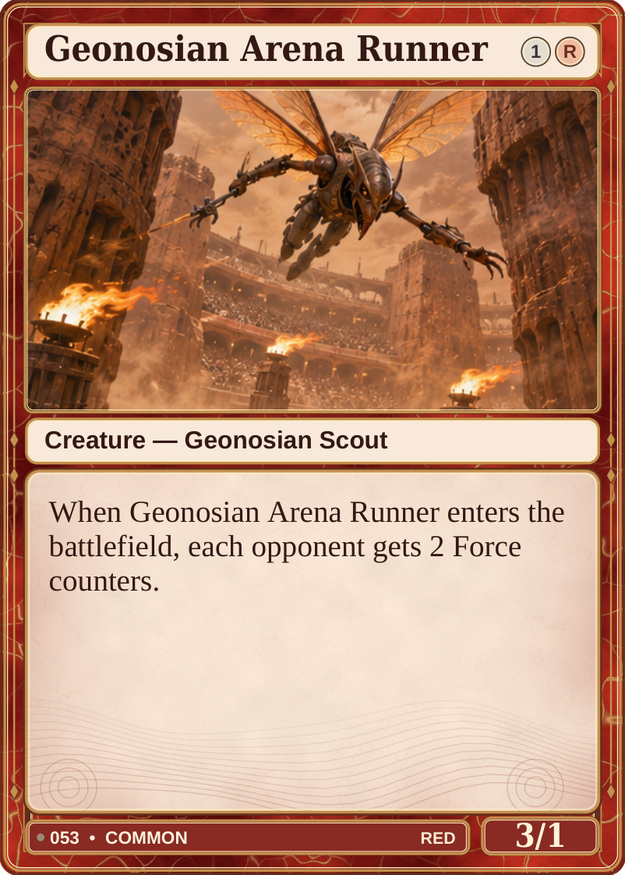 Geonosian Arena Runner 1 R
Creature — Geonosian Scout
When Geonosian Arena Runner enters the
battlefield, each opponent gets 2 Force
counters.
053 • COMMON RED 3/1